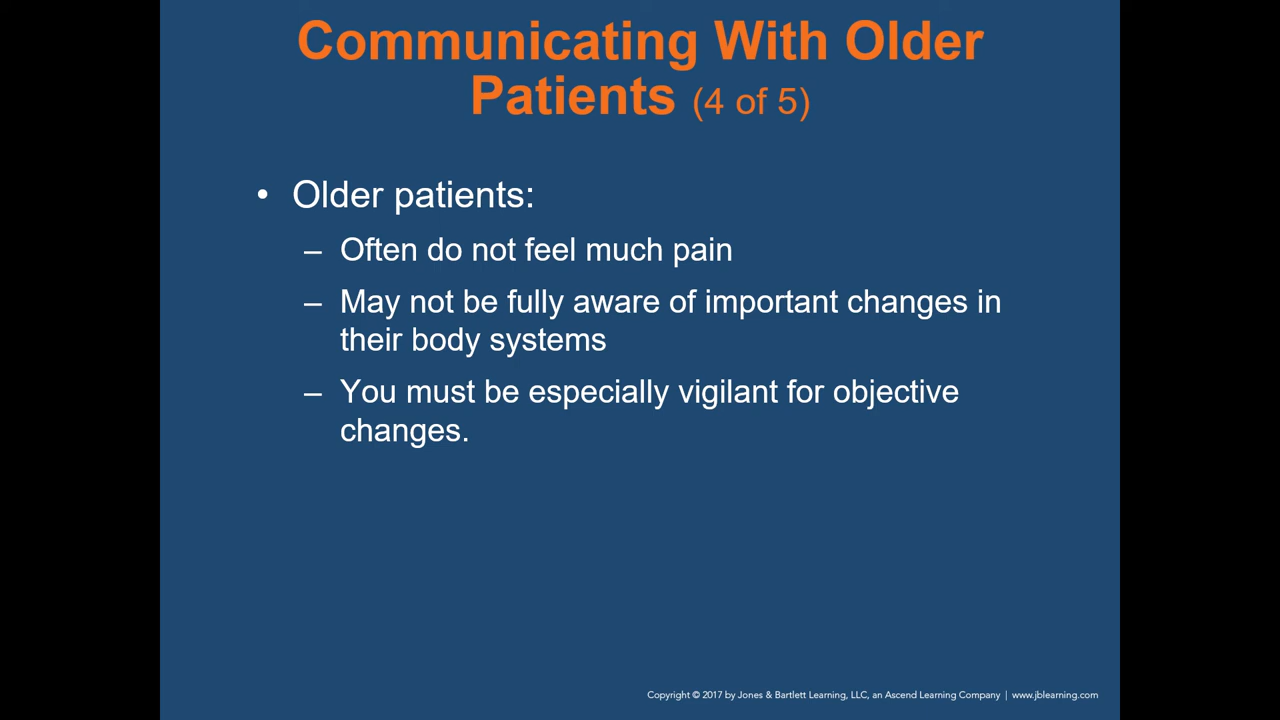 Communicating With Older
Patients (4 of 5)
• Older patients:
– Often do not feel much pain
– May not be fully aware of important changes in
their body systems
– You must be especially vigilant for objective
changes.
Copyright © 2017 by Jones & Bartlett Learning, LLC, an Ascend Learning Company | www.jblearning.com